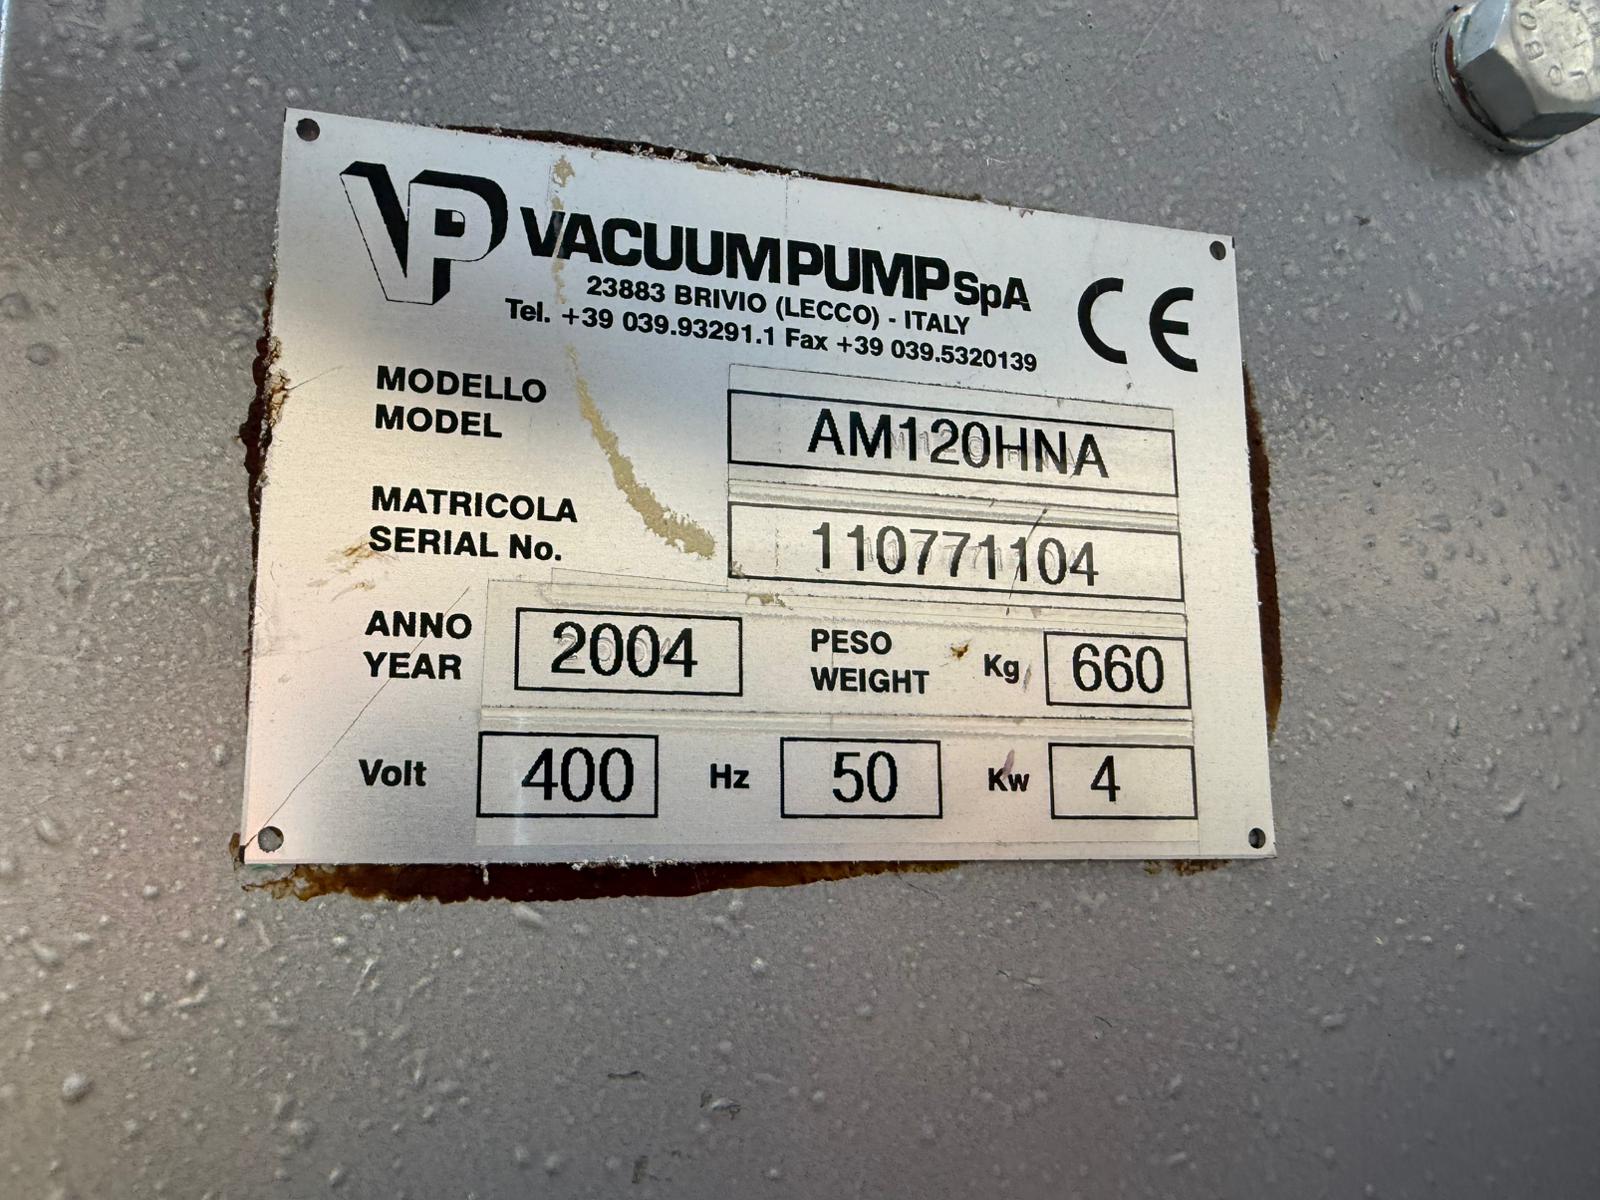 VP VACUUMPUMP SpA
23883 BRIVIO (LECCO) - ITALY
Tel. +39 039.93291.1 Fax +39 039.5320139
CE
MODELLO
MODEL
AM120HNA
MATRICOLA
SERIAL No.
110771104
ANNO
YEAR
2004
PESO
WEIGHT
Kg 660
Volt 400 Hz 50 Kw 4